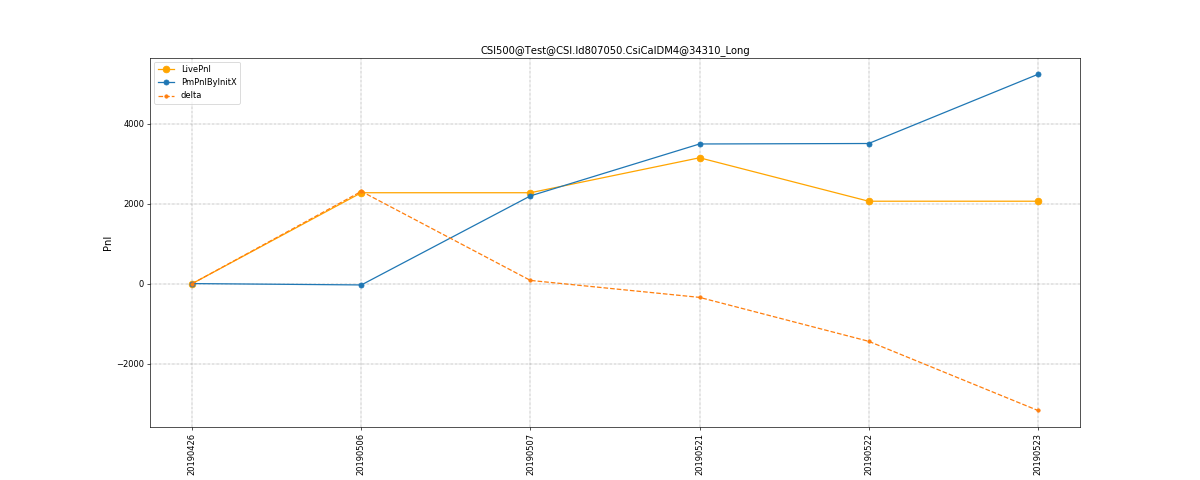 CSI500@Test@CSI.Id807050.CsiCalDM4@34310_Long
LivePnl
PmPnlByInitX
delta
4000
2000
0
−2000
Pnl
20190426
20190506
20190507
20190521
20190522
20190523